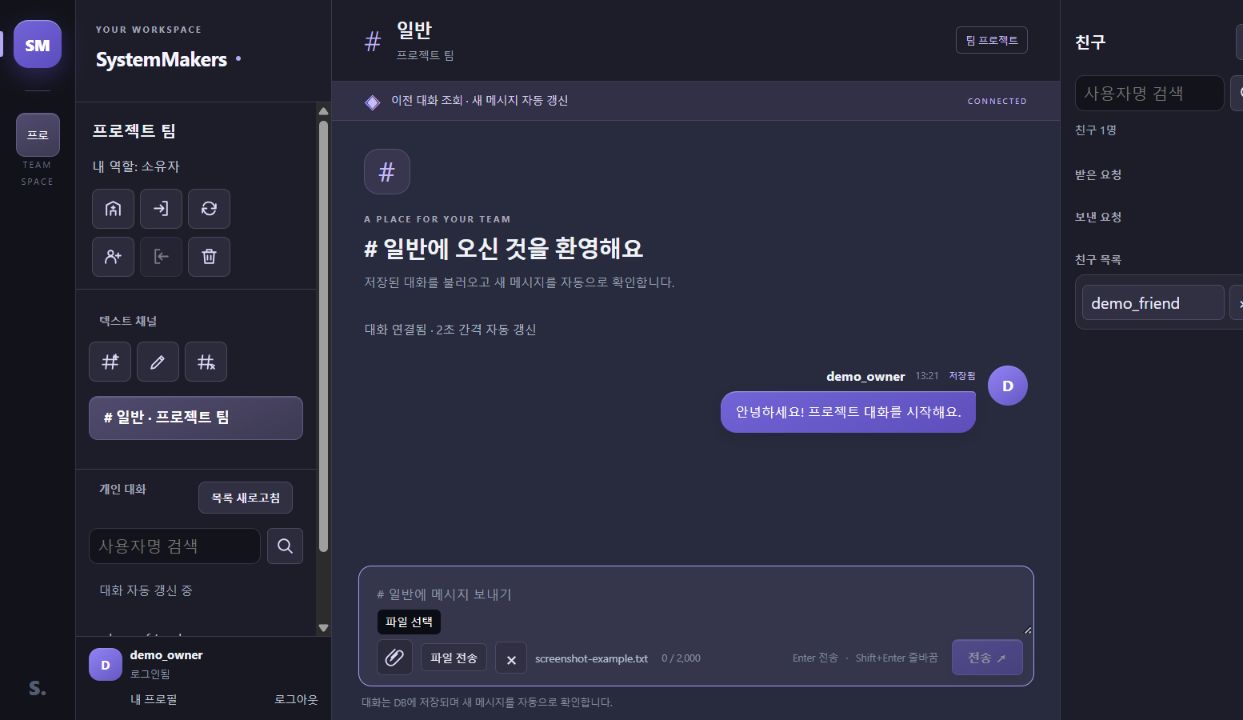 SM
프로
TEAM
SPACE
S.
YOUR WORKSPACE
SystemMakers
프로젝트 팀
내 역할: 소유자
텍스트 채널
# 일반 · 프로젝트 팀
개인 대화
목록 새로고침
사용자명 검색
대화 자동 갱신 중
D
demo_owner
로그인됨
내 프로필
로그아웃
# 일반
프로젝트 팀
팀 프로젝트
이전 대화 조회 · 새 메시지 자동 갱신
CONNECTED
#
A PLACE FOR YOUR TEAM
# 일반에 오신 것을 환영해요
저장된 대화를 불러오고 새 메시지를 자동으로 확인합니다.
대화 연결됨 · 2초 간격 자동 갱신
demo_owner 13:21 저장됨
D
안녕하세요! 프로젝트 대화를 시작해요.
# 일반에 메시지 보내기
파일 선택
파일 전송
screenshot-example.txt
0 / 2,000
Enter 전송 · Shift+Enter 줄바꿈
전송 ↗
대화는 DB에 저장되며 새 메시지를 자동으로 확인합니다.
친구
사용자명 검색
친구 1명
받은 요청
보낸 요청
친구 목록
demo_friend